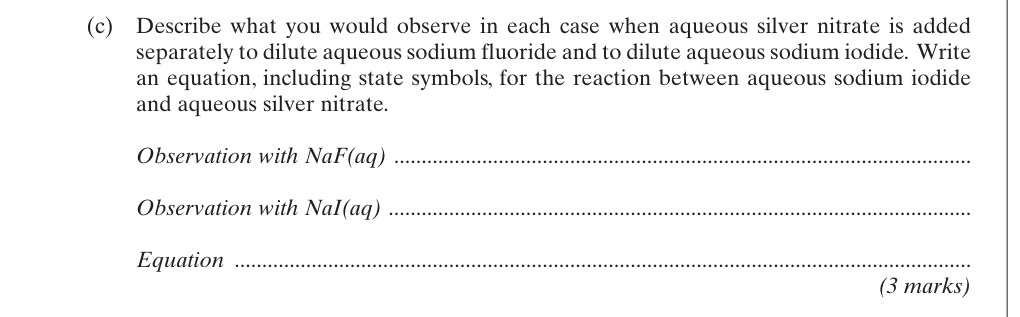 (c) Describe what you would observe in each case when aqueous silver nitrate is added
separately to dilute aqueous sodium fluoride and to dilute aqueous sodium iodide. Write
an equation, including state symbols, for the reaction between aqueous sodium iodide
and aqueous silver nitrate.
Observation with NaF(aq) ................................................................
Observation with NaI(aq) ................................................................
Equation ................................................................
(3 marks)